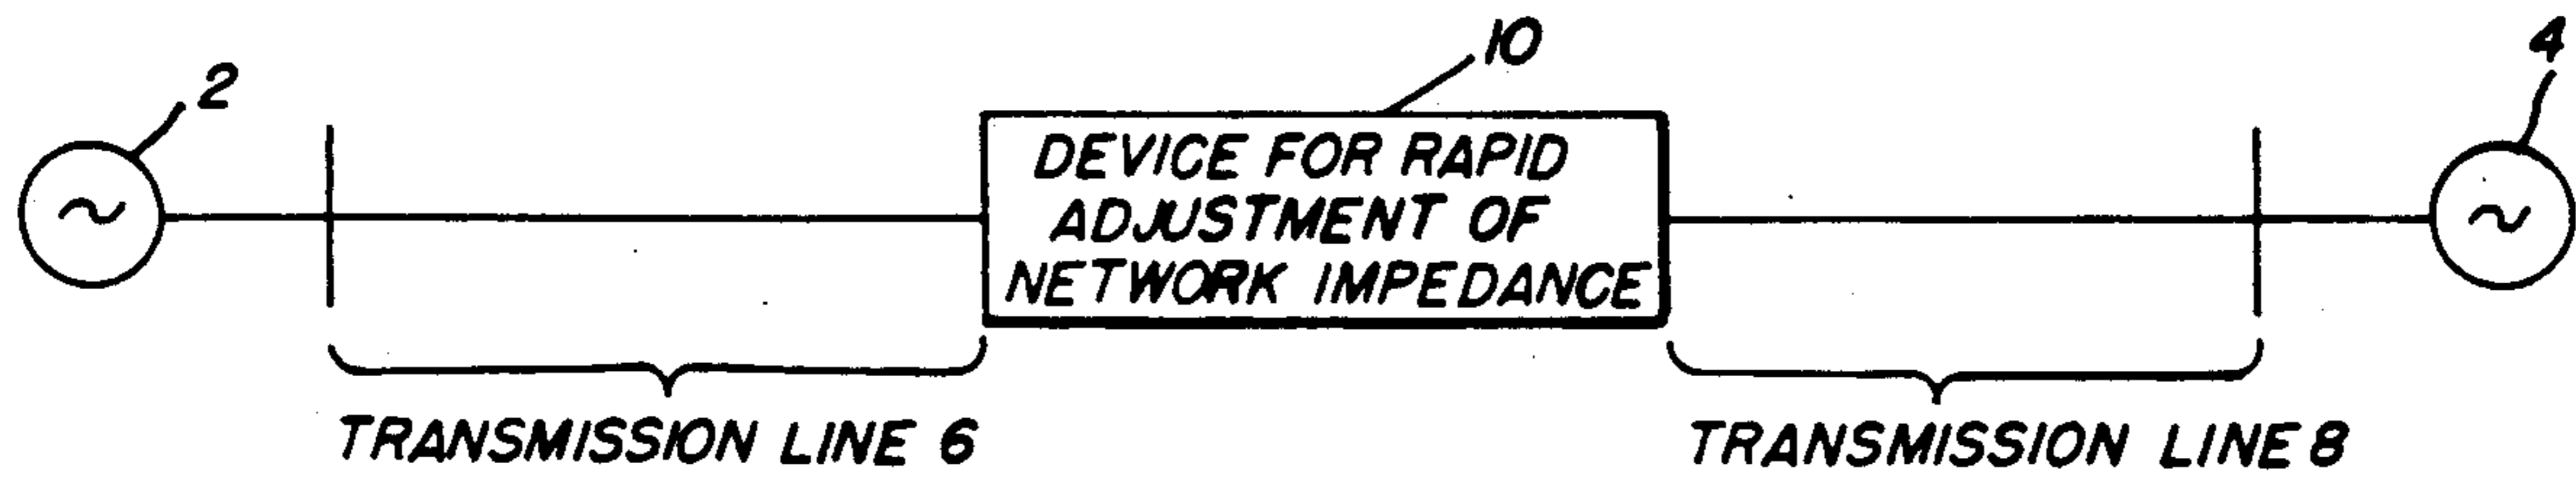 10
4
2
DEVICE FOR RAPID
ADJUSTMENT OF
NETWORK IMPEDANCE
~
~
TRANSMISSION LINE 6
TRANSMISSION LINE 8